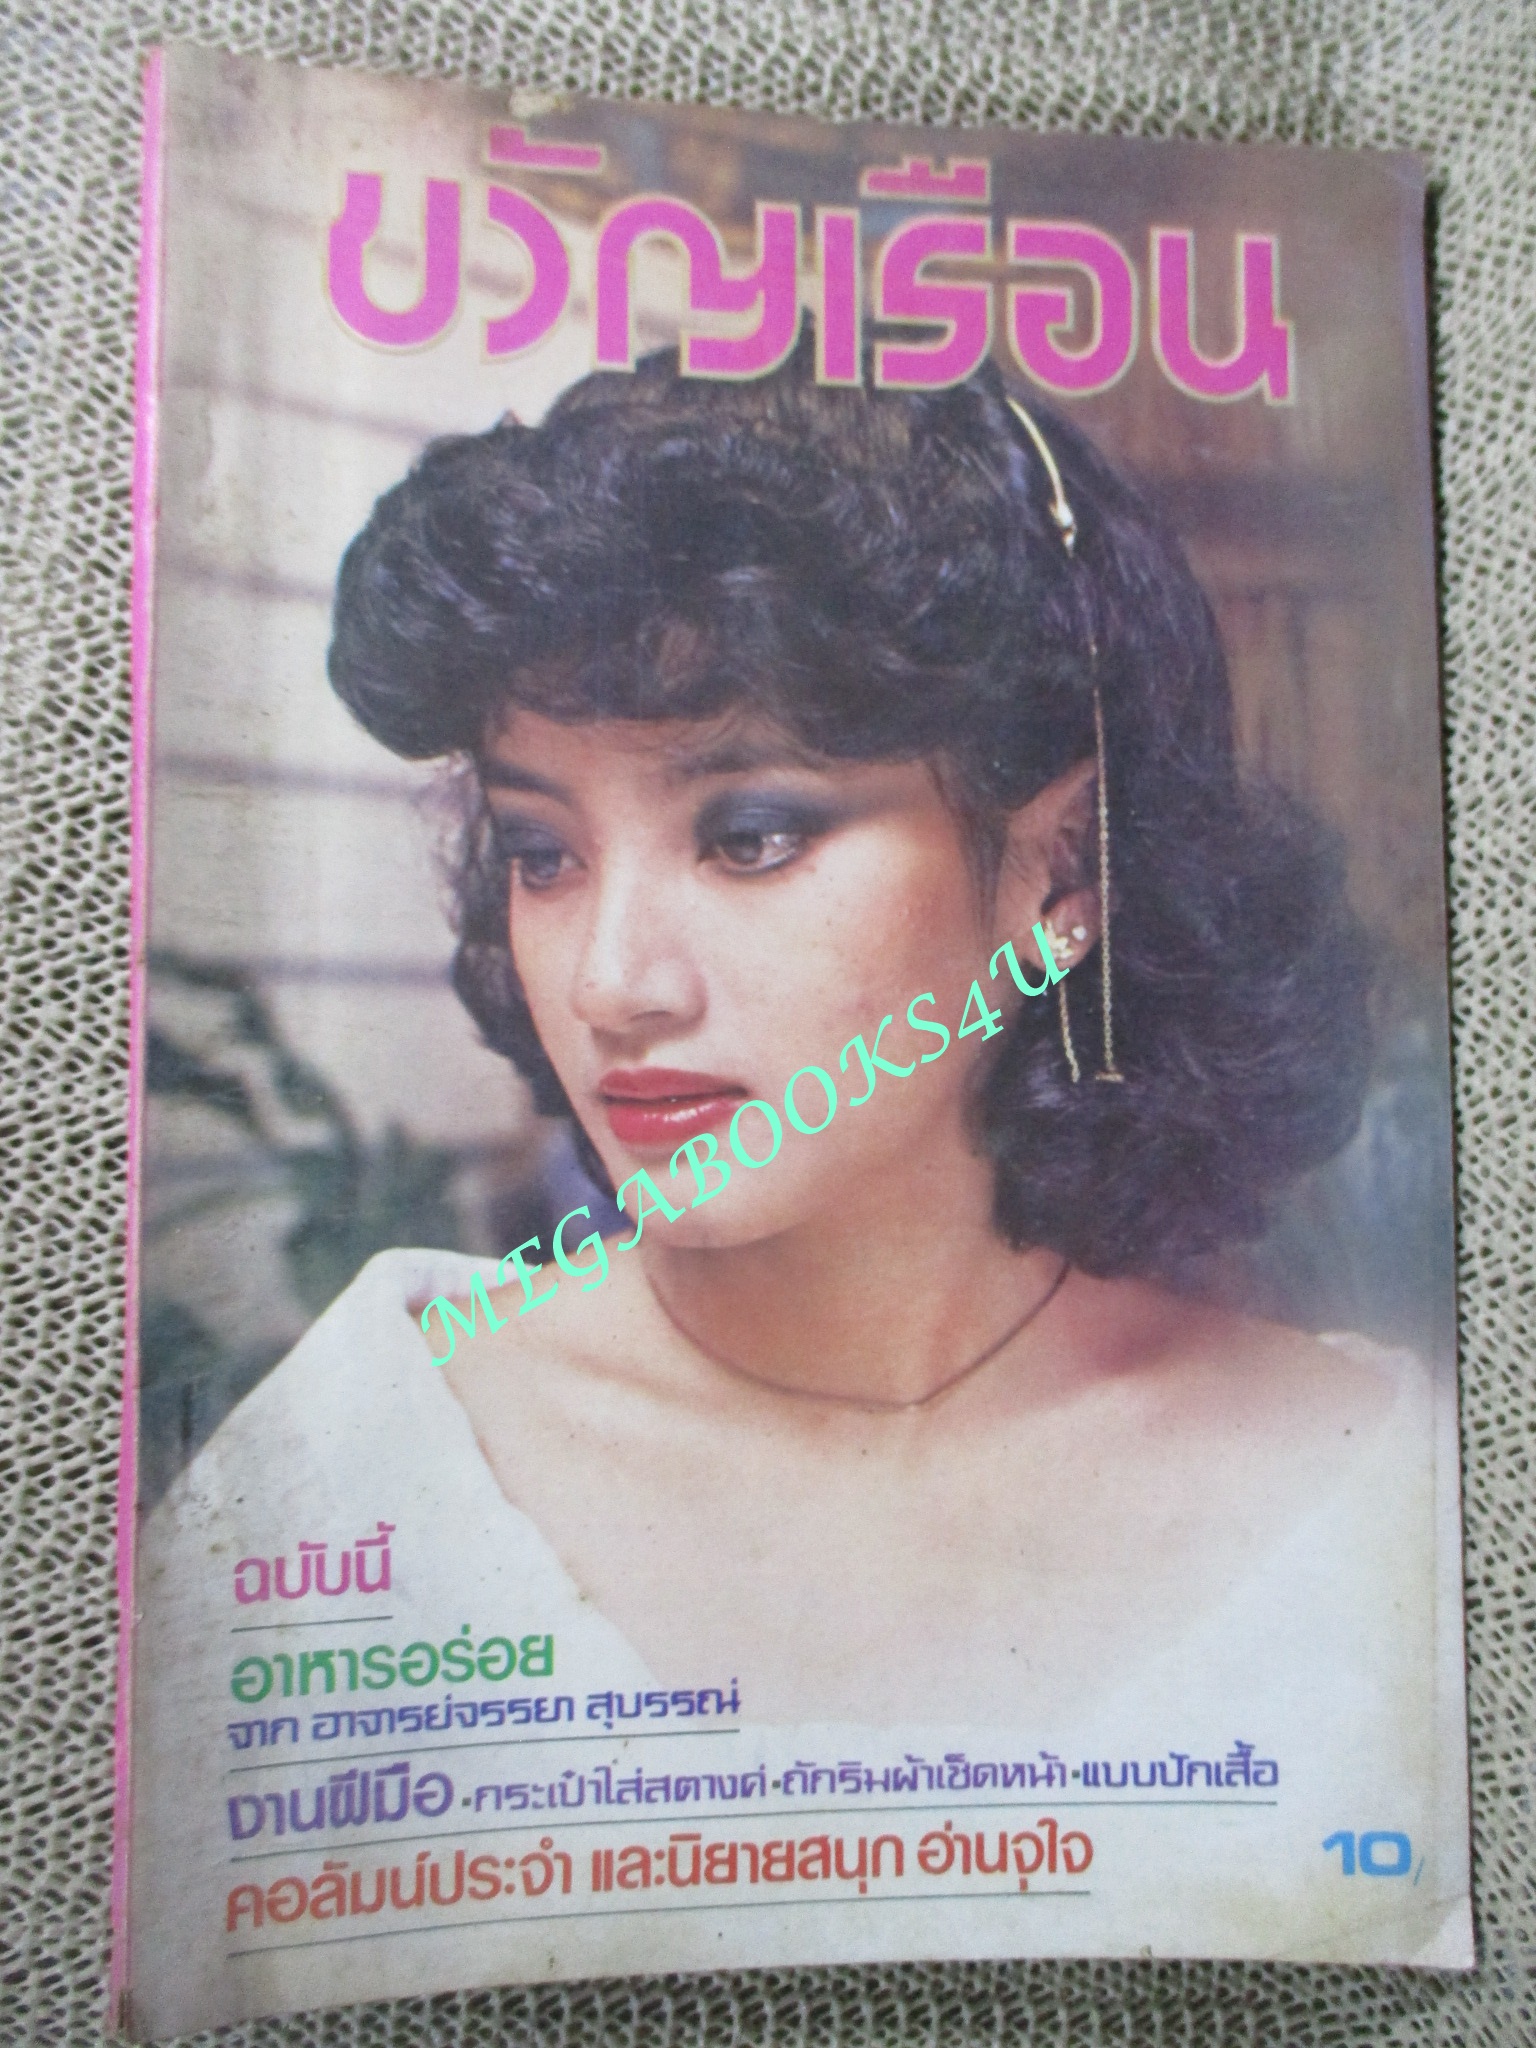 ขวัญเรือน
MEGABOOKS4U
ฉบับนี้
อาหารอร่อย
จาก อาจารย์จรรยา สุบรรณ์
งานฝีมือ •กระเป๋าใส่สตางค์•ถักริมผ้าเช็ดหน้า•แบบปักเสื้อ
คอลัมน์ประจำ และนิยายสนุก อ่านจุใจ
10/